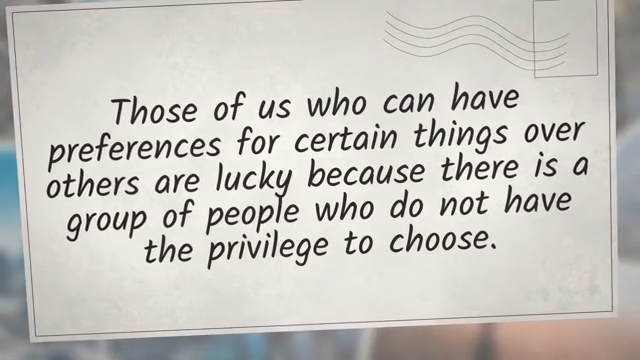 Those of us who can have
preferences for certain things over
others are lucky because there is a
group of people who do not have
the privilege to choose.